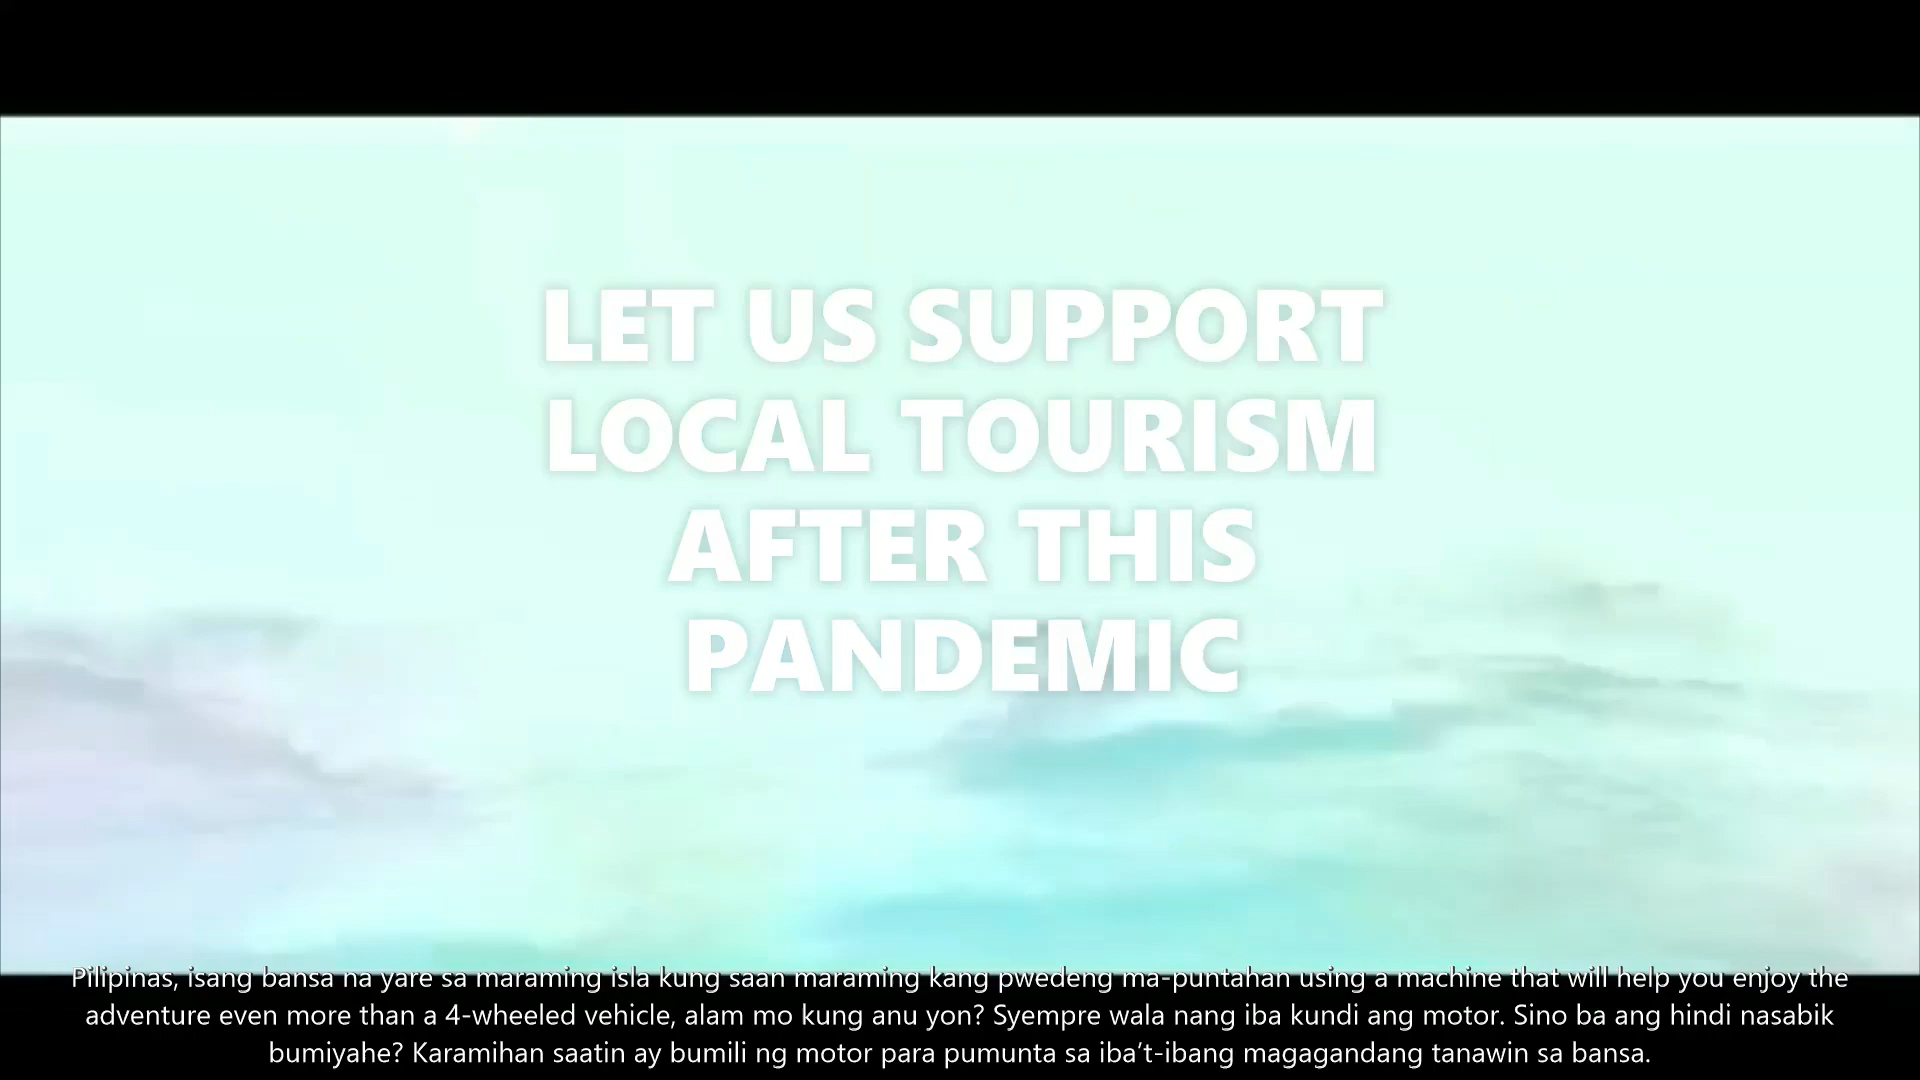 LET US SUPPORT
LOCAL TOURISM
AFTER THIS
PANDEMIC
Pilipinas, isang bansa na yare sa maraming isla kung saan maraming kang pwedeng ma-puntahan using a machine that will help you enjoy the
adventure even more than a 4-wheeled vehicle, alam mo kung anu yon? Syempre wala nang iba kundi ang motor. Sino ba ang hindi nasabik
bumiyahe? Karamihan saatin ay bumili ng motor para pumunta sa iba’t-ibang magagandang tanawin sa bansa.